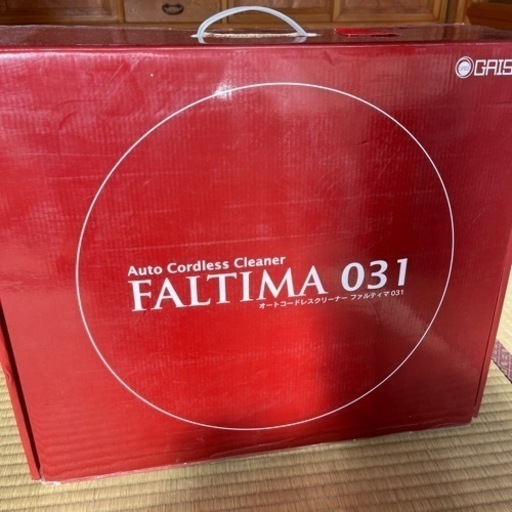 GAIS
Auto Cordless Cleaner
FALTIMA 031
オートコードレスクリーナー ファルティマ 031